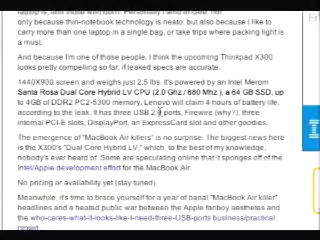 only because thin-notebook technology is neato, but also because I like to
carry more than one laptop in a single bag, or take trips where packing light is
a must.
And because I'm one of those people, I think the upcoming Thinkpad X300
looks pretty compelling so far, if leaked specs are accurate.
1440X900 screen and weighs just 2.5 lbs. It's powered by an Intel Merom
Santa Rosa Dual Core Hybrid LV CPU (2.0 Ghz / 880 Mhz ), a 64 GB SSD, up
to 4GB of DDR2 PC2-5300 memory. Lenovo will claim 4 hours of battery life,
according to the leak. It has three USB 2.0 ports, Firewire (why?), three
internal PCI-E slots, DisplayPort, an ExpressCard slot and other goodies.
The emergence of "MacBook Air killers" is no surprise. The biggest news here
is the X300's "Dual Core Hybrid LV," which, to the best of my knowledge,
nobody's ever heard of. Some are speculating online that it sponges off of the
Intel/Apple development effort for the MacBook Air.
No pricing or availability yet (stay tuned).
Meanwhile, it's time to brace yourself for a year of banal "MacBook Air killer"
headlines and a heated public war between the Apple fanboy aesthetes and
the who-cares-what-it-looks-like-I-need-three-USB-ports business/practical
crowd.